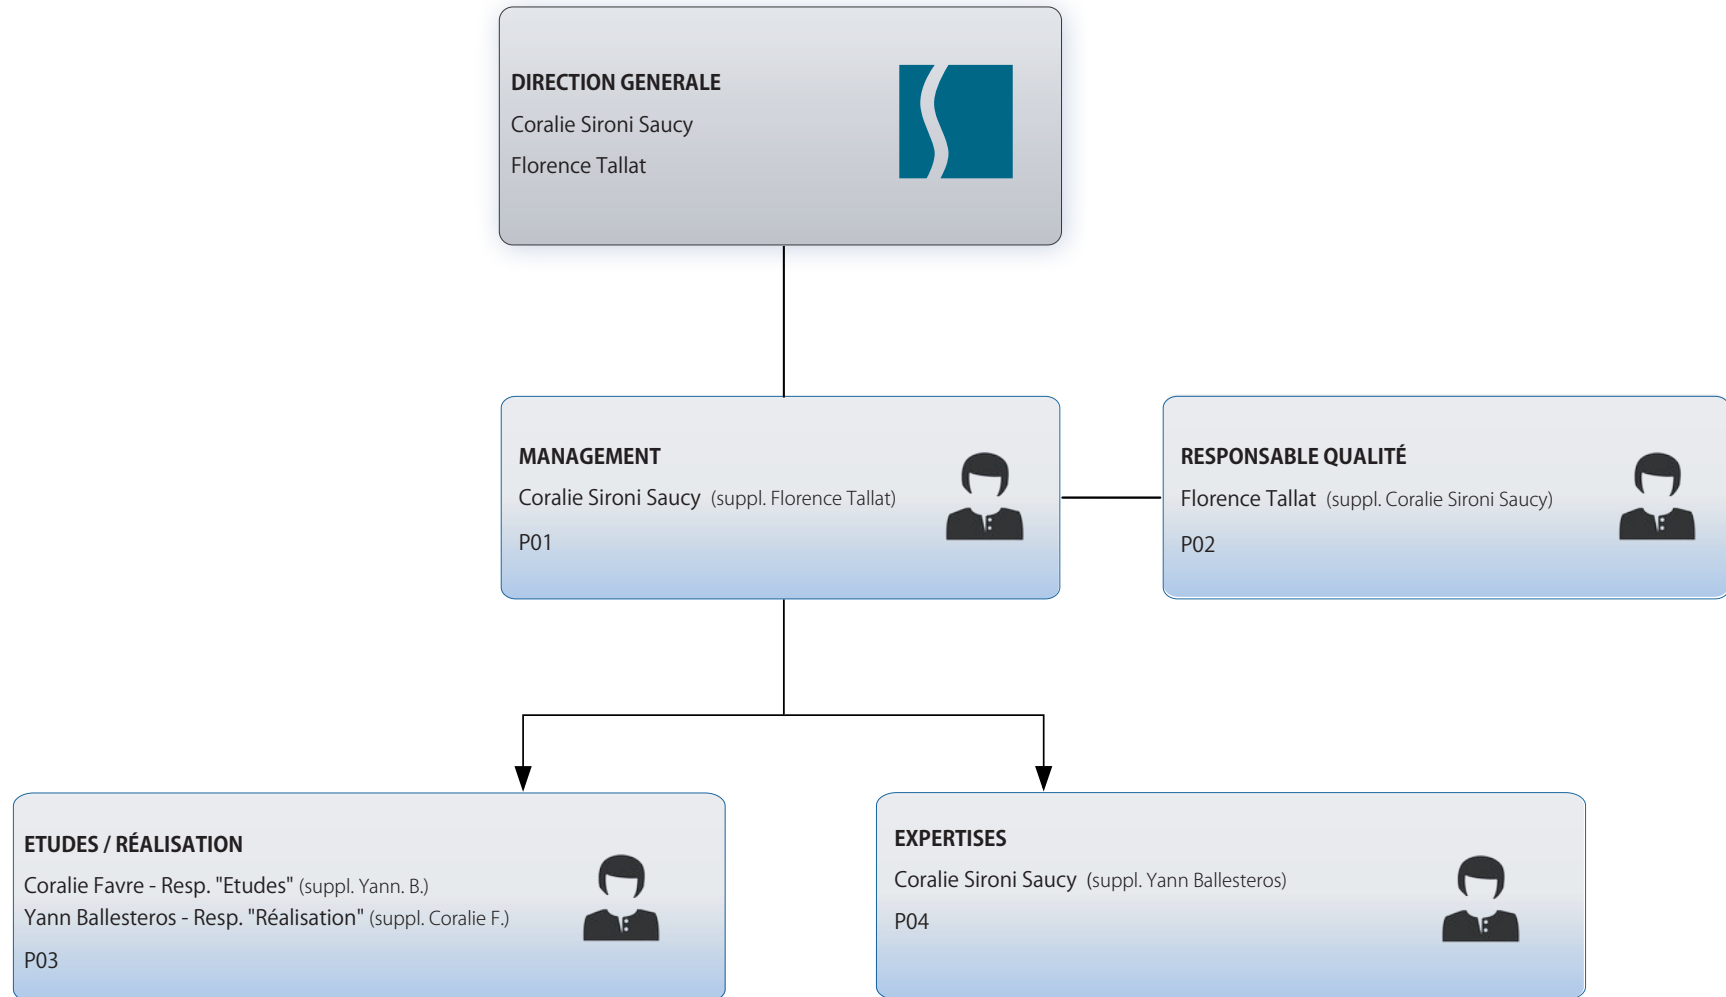 DIRECTION GENERALE
Coralie Sironi Saucy
Florence Tallat
MANAGEMENT
Coralie Sironi Saucy (suppl. Florence Tallat)
P01
RESPONSABLE QUALITÉ
Florence Tallat (suppl. Coralie Sironi Saucy)
P02
ETUDES / RÉALISATION
Coralie Favre - Resp. "Etudes" (suppl. Yann. B.)
Yann Ballesteros - Resp. "Réalisation" (suppl. Coralie F.)
P03
EXPERTISES
Coralie Sironi Saucy (suppl. Yann Ballesteros)
P04